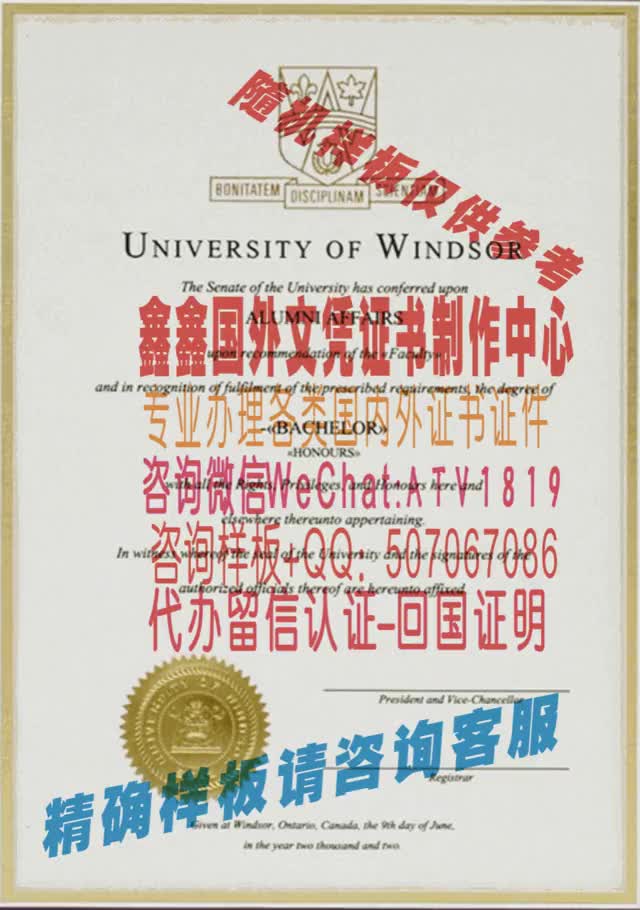 随机样板仅供参考
BONITATEM DISCIPLINAM SCIENTIAM
UNIVERSITY OF WINDSOR
The Senate of the University has conferred upon
ALUMNI AFFAIRS
鑫鑫国外文凭证书制作中心
upon recommendation of the «Faculty»
and in recognition of fulfilment of the prescribed requirements, the degree of
专业办理各类国内外证书证件
-«BACHELOR»
«HONOURS»
咨询微信WeChat:ATV1819
with all the Rights, Privileges, and Honours here and
elsewhere thereunto appertaining.
咨询样板+QQ: 507067086
In witness whereof the seal of the University and the signatures of the
authorized officials thereof are hereunto affixed.
代办留信认证-回国证明
President and Vice-Chancellor
精确样板请咨询客服
Registrar
Given at Windsor, Ontario, Canada, the 9th day of June,
in the year two thousand and two.